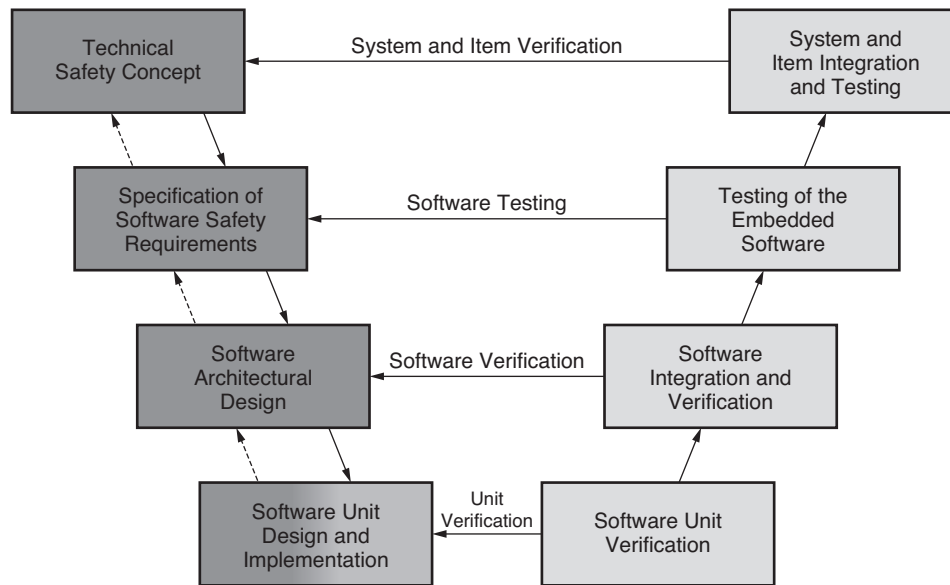 Technical
Safety Concept
System and Item Verification
System and
Item Integration
and Testing
Specification of
Software Safety
Requirements
Software Testing
Testing of the
Embedded
Software
Software
Architectural
Design
Software Verification
Software
Integration and
Verification
Software Unit
Design and
Implementation
Unit
Verification
Software Unit
Verification